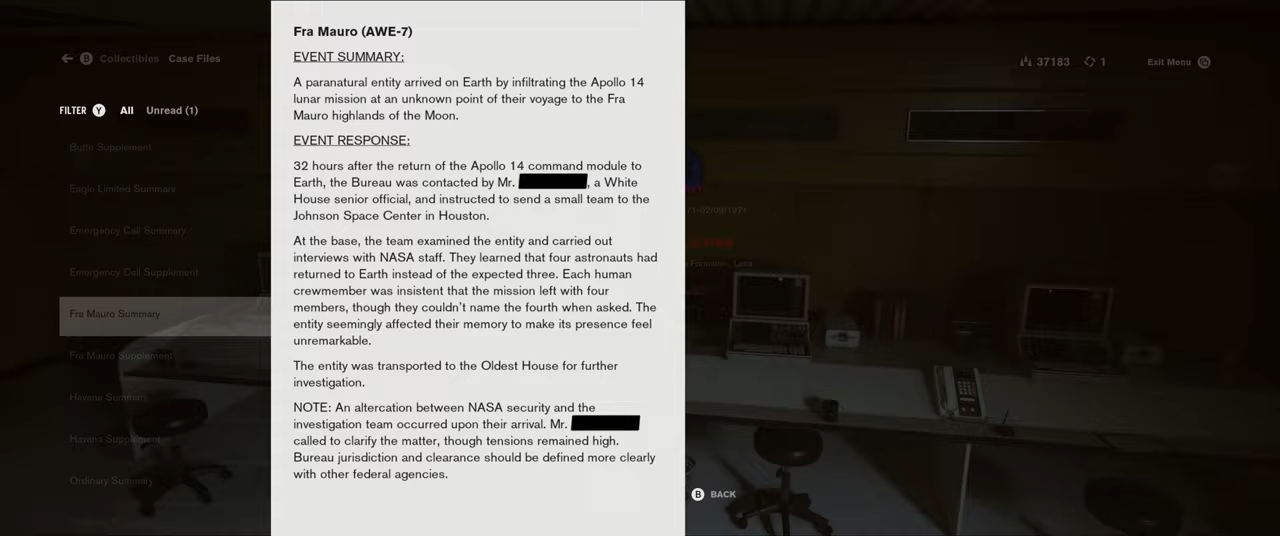 Fra Mauro (AWE-7)
EVENT SUMMARY:
A paranatural entity arrived on Earth by infiltrating the Apollo 14
lunar mission at an unknown point of their voyage to the Fra
Mauro highlands of the Moon.
EVENT RESPONSE:
32 hours after the return of the Apollo 14 command module to
Earth, the Bureau was contacted by Mr. , a White
House senior official, and instructed to send a small team to the
Johnson Space Center in Houston.
At the base, the team examined the entity and carried out
interviews with NASA staff. They learned that four astronauts had
returned to Earth instead of the expected three. Each human
crewmember was insistent that the mission left with four
members, though they couldn't name the fourth when asked. The
entity seemingly affected their memory to make its presence feel
unremarkable.
The entity was transported to the Oldest House for further
investigation.
NOTE: An altercation between NASA security and the
investigation team occurred upon their arrival. Mr.
called to clarify the matter, though tensions remained high.
Bureau jurisdiction and clearance should be defined more clearly
with other federal agencies.
B Collectibles Case Files
FILTER Y All Unread (1)
Butte Supplement
Eagle Limited Summary
Emergency Call Summary
Emergency Call Supplement
Fra Mauro Summary
Fra Mauro Supplement
Havana Summary
Havana Supplement
Ordinary Summary
37183 1 Exit Menu
B BACK